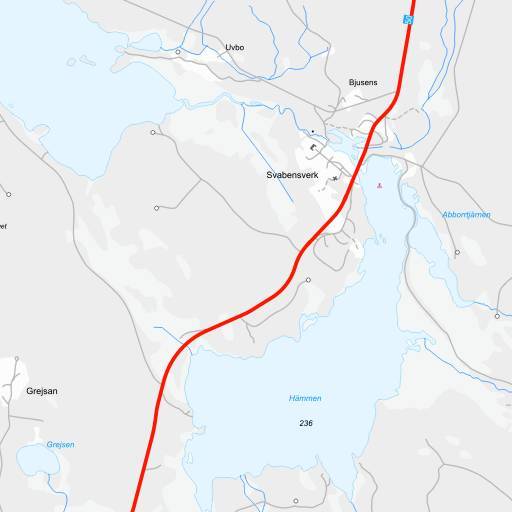 Uvbo
Bjusens
Svabensverk
Abborrtjärnen
Hämmen
236
Grejsan
Grejsen